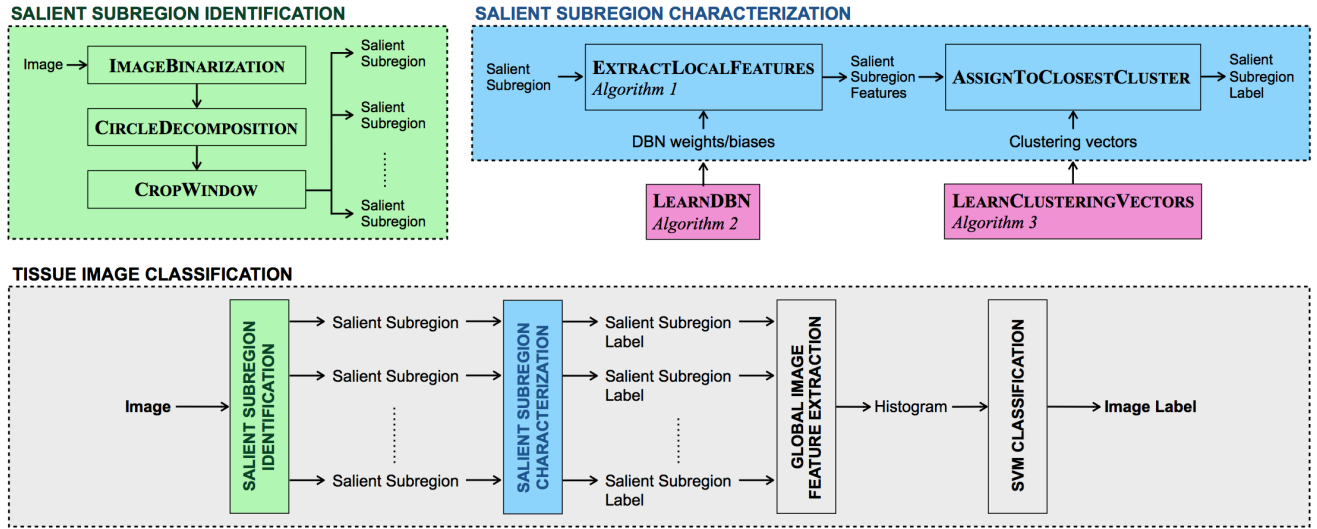 SALIENT SUBREGION IDENTIFICATION
Image
IMAGEBINARIZATION
CIRCLEDECOMPOSITION
CROPWINDOW
Salient
Subregion
Salient
Subregion
Salient
Subregion
SALIENT SUBREGION CHARACTERIZATION
Salient
Subregion
EXTRACTLOCALFEATURES
Algorithm 1
Salient
Subregion
Features
ASSIGNTOCLOSESTCLUSTER
Salient
Subregion
Label
DBN weights/biases
Clustering vectors
LEARNDBN
Algorithm 2
LEARNCLUSTERINGVECTORS
Algorithm 3
TISSUE IMAGE CLASSIFICATION
Image
SALIENT SUBREGION
IDENTIFICATION
Salient Subregion
Salient Subregion
Salient Subregion
SALIENT SUBREGION
CHARACTERIZATION
Salient Subregion
Label
Salient Subregion
Label
Salient Subregion
Label
GLOBAL IMAGE
FEATURE EXTRACTION
Histogram
SVM CLASSIFICATION
Image Label